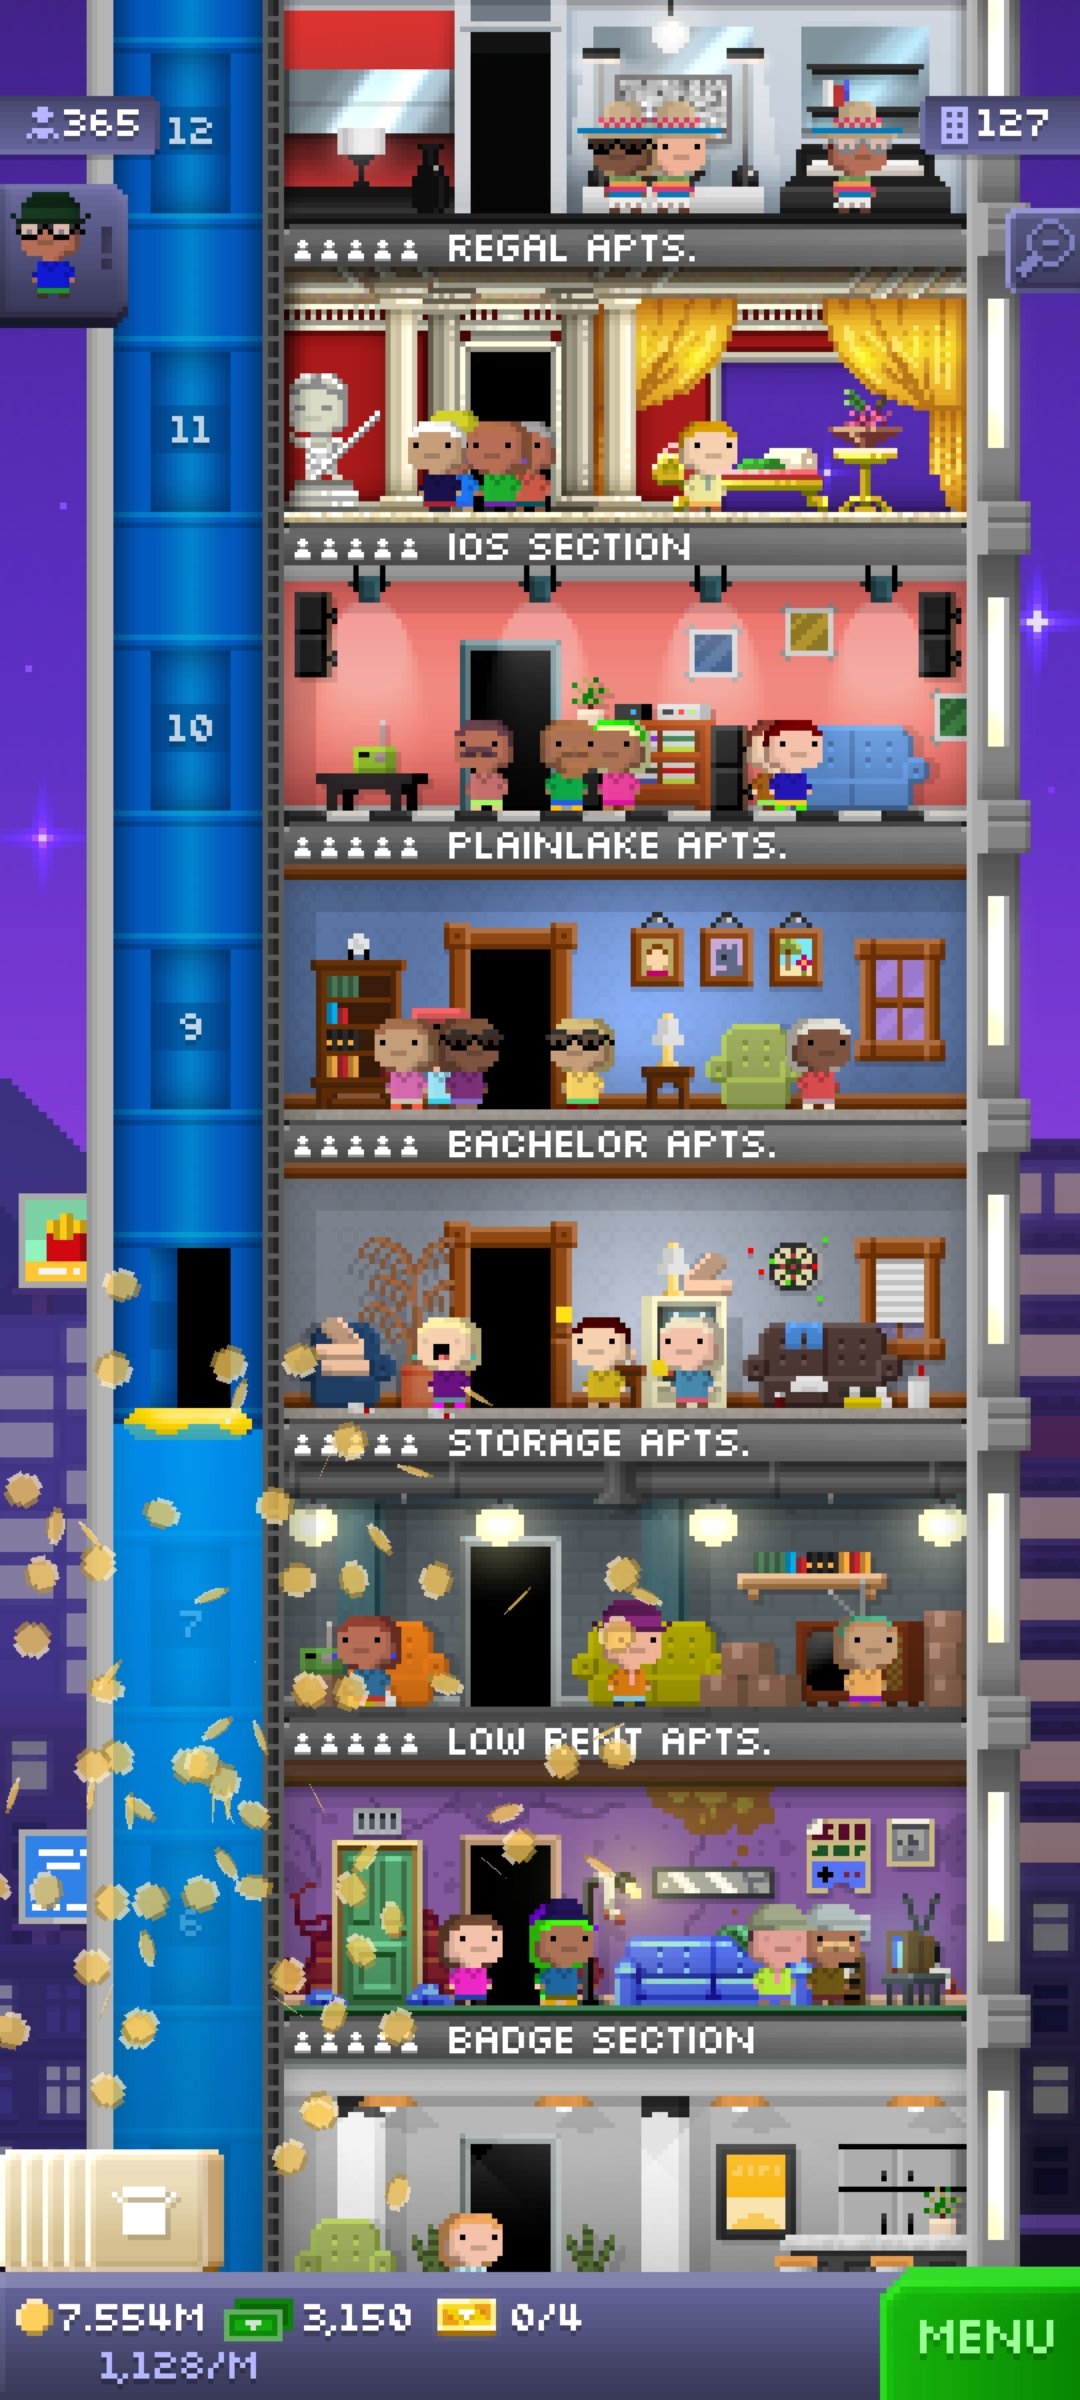 365
12
127
REGAL APTS.
11
IOS SECTION
10
PLAINLAKE APTS.
9
BACHELOR APTS.
STORAGE APTS.
7
LOW RENT APTS.
6
BADGE SECTION
7.554M
3,150
0/4
MENU
1,128/M